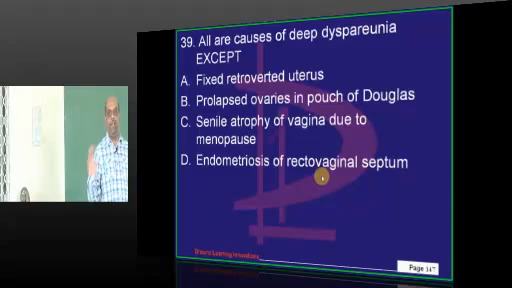 39. All are causes of deep dyspareunia
EXCEPT
A. Fixed retroverted uterus
B. Prolapsed ovaries in pouch of Douglas
C. Senile atrophy of vagina due to
menopause
D. Endometriosis of rectovaginal septum
Page 147